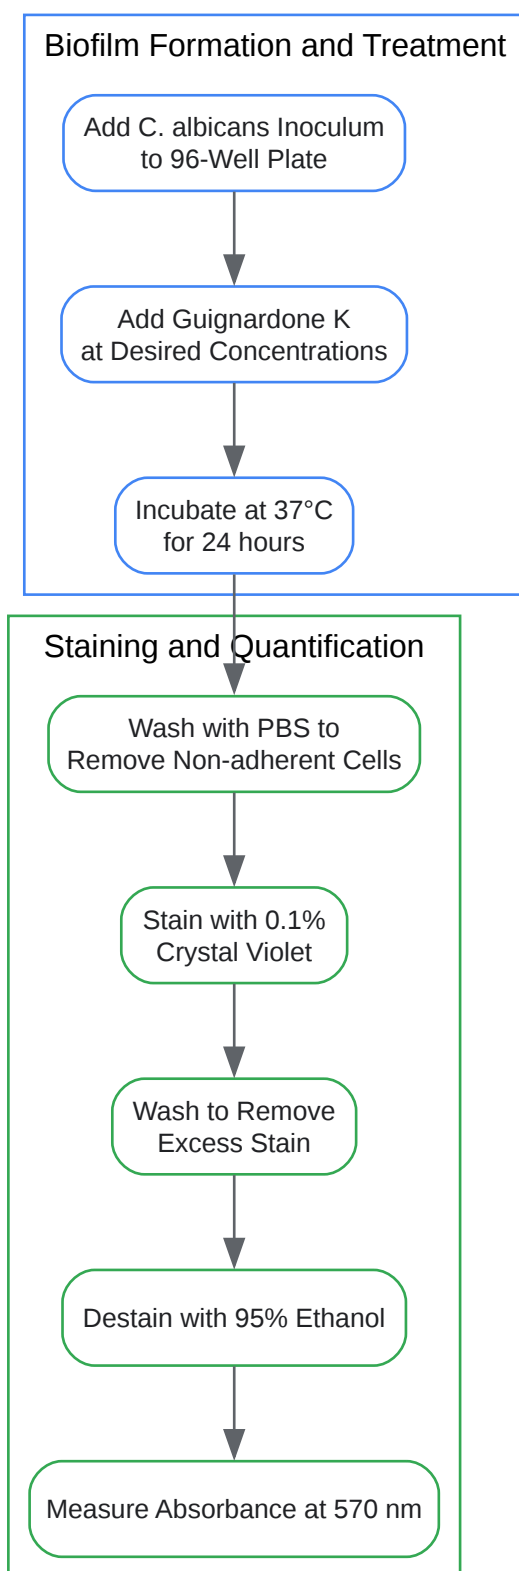 Biofilm Formation and Treatment
Add C. albicans Inoculum
to 96-Well Plate
Add Guignardone K
at Desired Concentrations
Incubate at 37°C
for 24 hours
Staining and Quantification
Wash with PBS to
Remove Non-adherent Cells
Stain with 0.1%
Crystal Violet
Wash to Remove
Excess Stain
Destain with 95% Ethanol
Measure Absorbance at 570 nm